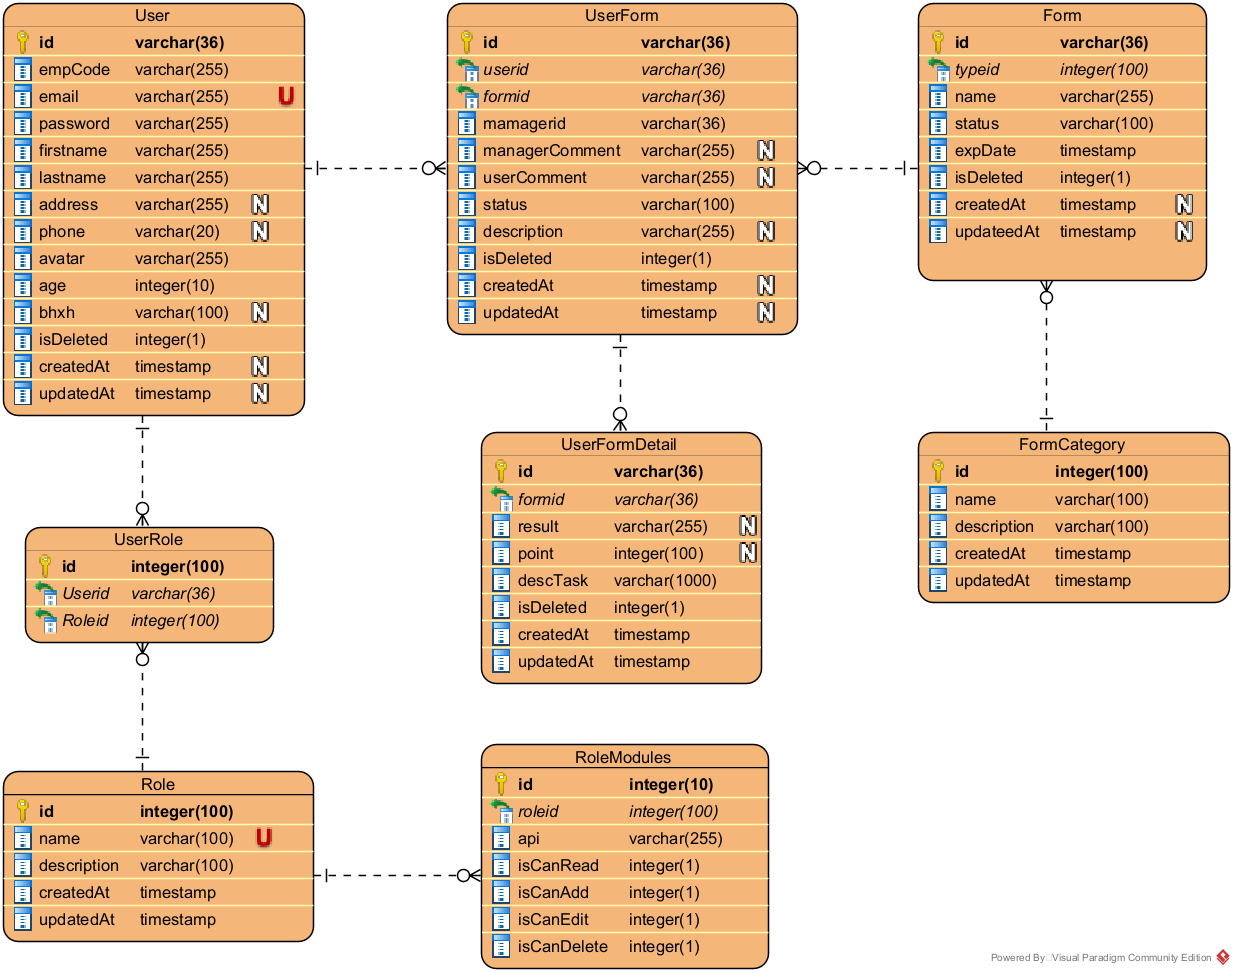 User
id varchar(36)
empCode varchar(255)
email varchar(255) U
password varchar(255)
firstname varchar(255)
lastname varchar(255)
address varchar(255) N
phone varchar(20) N
avatar varchar(255)
age integer(10)
bhxh varchar(100) N
isDeleted integer(1)
createdAt timestamp N
updatedAt timestamp N
UserForm
id varchar(36)
userid varchar(36)
formid varchar(36)
mamagerid varchar(36)
managerComment varchar(255) N
userComment varchar(255) N
status varchar(100)
description varchar(255) N
isDeleted integer(1)
createdAt timestamp N
updatedAt timestamp N
Form
id varchar(36)
typeid integer(100)
name varchar(255)
status varchar(100)
expDate timestamp
isDeleted integer(1)
createdAt timestamp N
updateedAt timestamp N
UserFormDetail
id varchar(36)
formid varchar(36)
result varchar(255) N
point integer(100) N
descTask varchar(1000)
isDeleted integer(1)
createdAt timestamp
updatedAt timestamp
FormCategory
id integer(100)
name varchar(100)
description varchar(100)
createdAt timestamp
updatedAt timestamp
UserRole
id integer(100)
Userid varchar(36)
Roleid integer(100)
Role
id integer(100)
name varchar(100) U
description varchar(100)
createdAt timestamp
updatedAt timestamp
RoleModules
id integer(10)
roleid integer(100)
api varchar(255)
isCanRead integer(1)
isCanAdd integer(1)
isCanEdit integer(1)
isCanDelete integer(1)
Powered By Visual Paradigm Community Edition